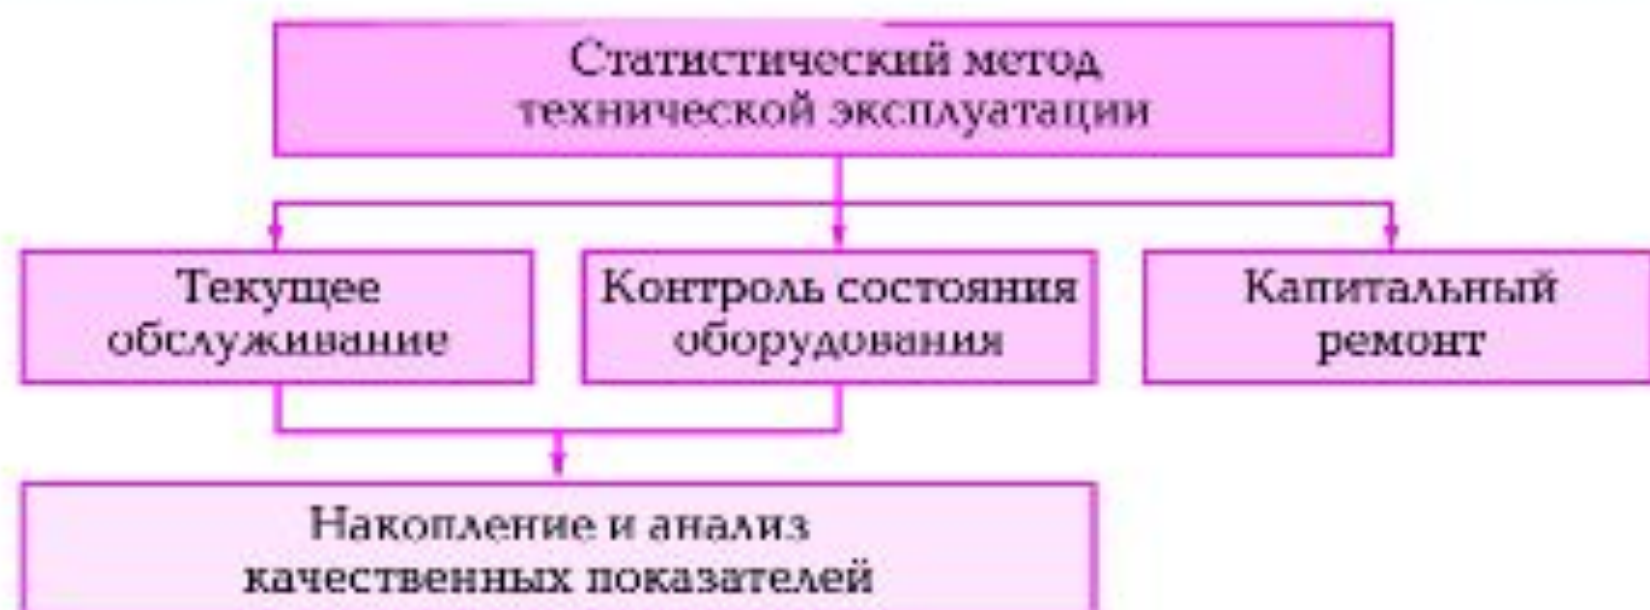 Статистический метод
технической эксплуатации
Текущее
обслуживание
Контроль состояния
оборудования
Капитальный
ремонт
Накопление и анализ
качественных показателей